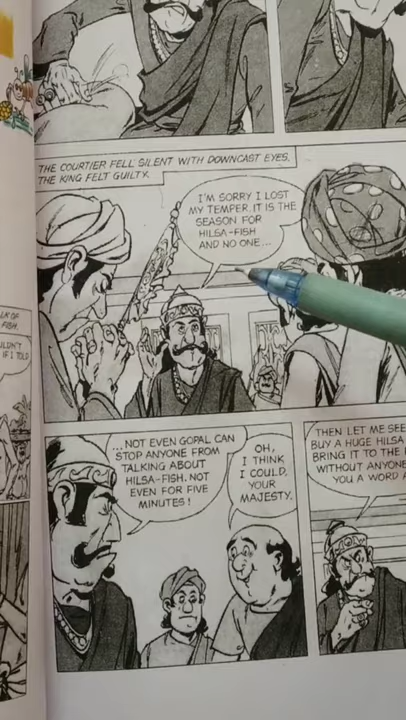 THE COURTIER FELL SILENT WITH DOWNCAST EYES.
THE KING FELT GUILTY.
I'M SORRY I LOST
MY TEMPER. IT IS THE
SEASON FOR
HILSA-FISH
AND NO ONE...
...NOT EVEN GOPAL CAN
STOP ANYONE FROM
TALKING ABOUT
HILSA-FISH. NOT
EVEN FOR FIVE
MINUTES!
OH,
I THINK
I COULD,
YOUR
MAJESTY.
THEN LET ME SEE
BUY A HUGE HILSA
BRING IT TO THE
WITHOUT ANYONE
YOU A WORD
OF
FISH.
IF I TOLD